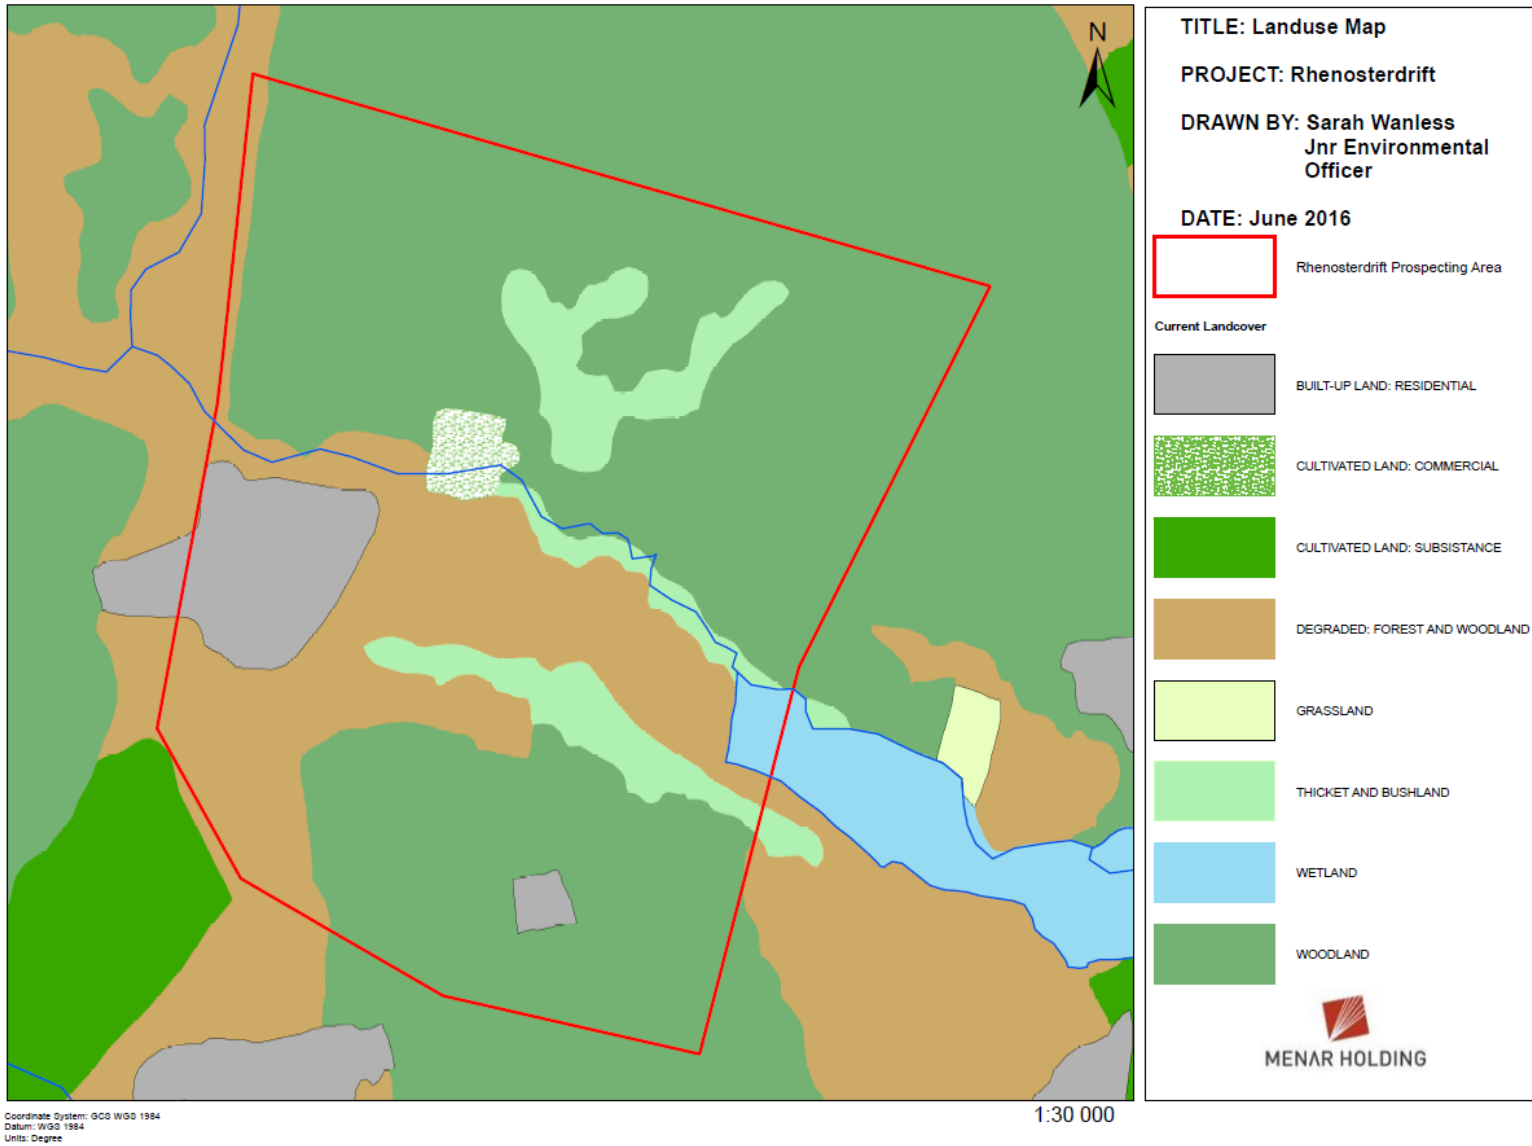 N
TITLE: Landuse Map
PROJECT: Rhenosterdrift
DRAWN BY: Sarah Wanless
Jnr Environmental
Officer
DATE: June 2016
Rhenosterdrift Prospecting Area
Current Landcover
BUILT-UP LAND: RESIDENTIAL
CULTIVATED LAND: COMMERCIAL
CULTIVATED LAND: SUBSISTANCE
DEGRADED: FOREST AND WOODLAND
GRASSLAND
THICKET AND BUSHLAND
WETLAND
WOODLAND
MENAR HOLDING
1:30 000
Coordinate System: GCS WGS 1984
Datum: WGS 1984
Units: Degree